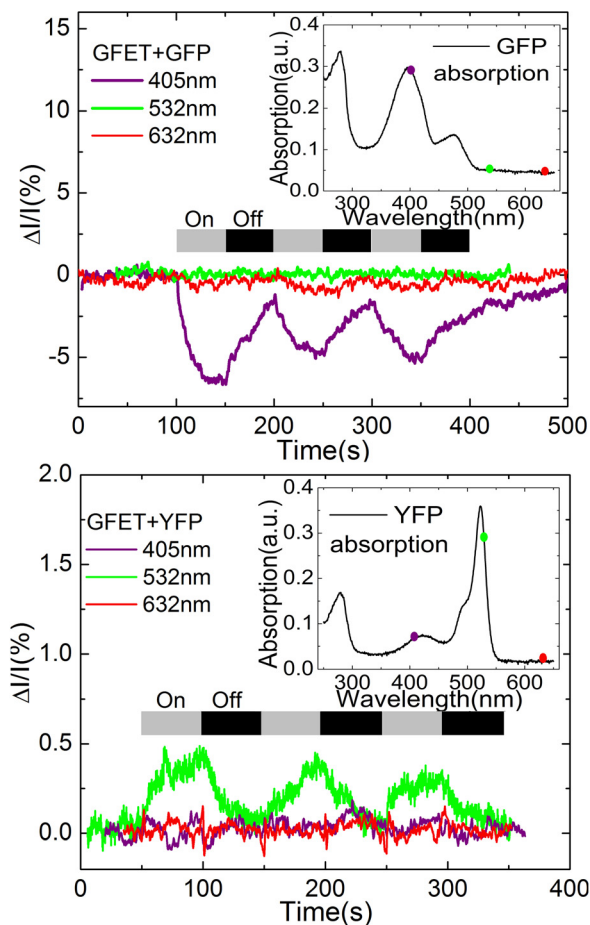 GFET+GFP
405nm
532nm
632nm
GFP
absorption
Absorption(a.u.)
0.4
0.3
0.2
0.1
0.0
300 400 500 600
Wavelength(nm)
On Off
ΔI/I(%)
15
10
5
0
-5
0 100 200 300 400 500
Time(s)
GFET+YFP
405nm
532nm
632nm
YFP
absorption
Absorption(a.u.)
0.4
0.3
0.2
0.1
0.0
300 400 500 600
Wavelength(nm)
On Off
ΔI/I(%)
2.0
1.5
1.0
0.5
0.0
0 100 200 300 400
Time(s)